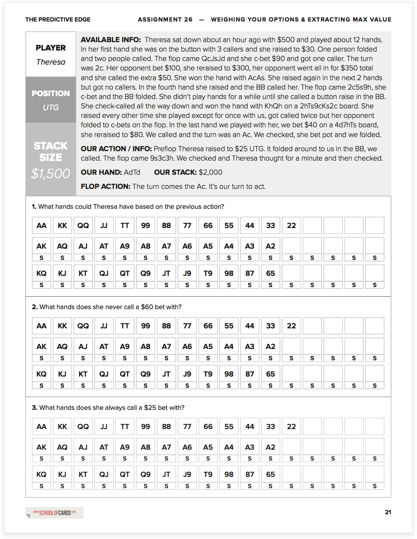 THE PREDICTIVE EDGE
ASSIGNMENT 26 — WEIGHING YOUR OPTIONS & EXTRACTING MAX VALUE
PLAYER
Theresa
POSITION
UTG
STACK
SIZE
$1,500
AVAILABLE INFO: Theresa sat down about an hour ago with $500 and played about 12 hands.
In her first hand she was on the button with 3 callers and she raised to $30. One person folded
and two people called. The flop came QcJsJd and she c-bet $90 and got one caller. The turn
was 2c. Her opponent bet $100, she reraised to $300, her opponent went all in for $350 total
and she called the extra $50. She won the hand with AcAs. She raised again in the next 2 hands
but got no callers. In the fourth hand she raised and the BB called her. The flop came 2c5s9h, she
c-bet and the BB folded. She didn't play hands for a while until she called a button raise in the BB.
She check-called all the way down and won the hand with KhQh on a 2hTs9cKs2c board. She
raised every other time she played except for once with us, got called twice but her opponent
folded to c-bets on the flop. In the last hand we played with her, we bet $40 on a 4d7hTs board,
she reraised to $80. We called and the turn was an Ac. We checked, she bet pot and we folded.
OUR ACTION / INFO: Preflop Theresa raised to $25 UTG. It folded around to us in the BB, we
called. The flop came 9s3c3h. We checked and Theresa thought for a minute and then checked.
OUR HAND: AdTd OUR STACK: $2,000
FLOP ACTION: The turn comes the Ac. It's our turn to act.
1. What hands could Theresa have based on the previous action?
AA KK QQ JJ TT 99 88 77 66 55 44 33 22
AK AQ AJ AT A9 A8 A7 A6 A5 A4 A3 A2
S S S S S S S S S S S S S S S S S
KQ KJ KT QJ QT Q9 JT J9 T9 98 87 65
S S S S S S S S S S S S S S S S S
2. What hands does she never call a $60 bet with?
AA KK QQ JJ TT 99 88 77 66 55 44 33 22
AK AQ AJ AT A9 A8 A7 A6 A5 A4 A3 A2
S S S S S S S S S S S S S S S S S
KQ KJ KT QJ QT Q9 JT J9 T9 98 87 65
S S S S S S S S S S S S S S S S S
3. What hands does she always call a $25 bet with?
AA KK QQ JJ TT 99 88 77 66 55 44 33 22
AK AQ AJ AT A9 A8 A7 A6 A5 A4 A3 A2
S S S S S S S S S S S S S S S S S
KQ KJ KT QJ QT Q9 JT J9 T9 98 87 65
S S S S S S S S S S S S S S S S S
SCHOOLOFCARDS
21